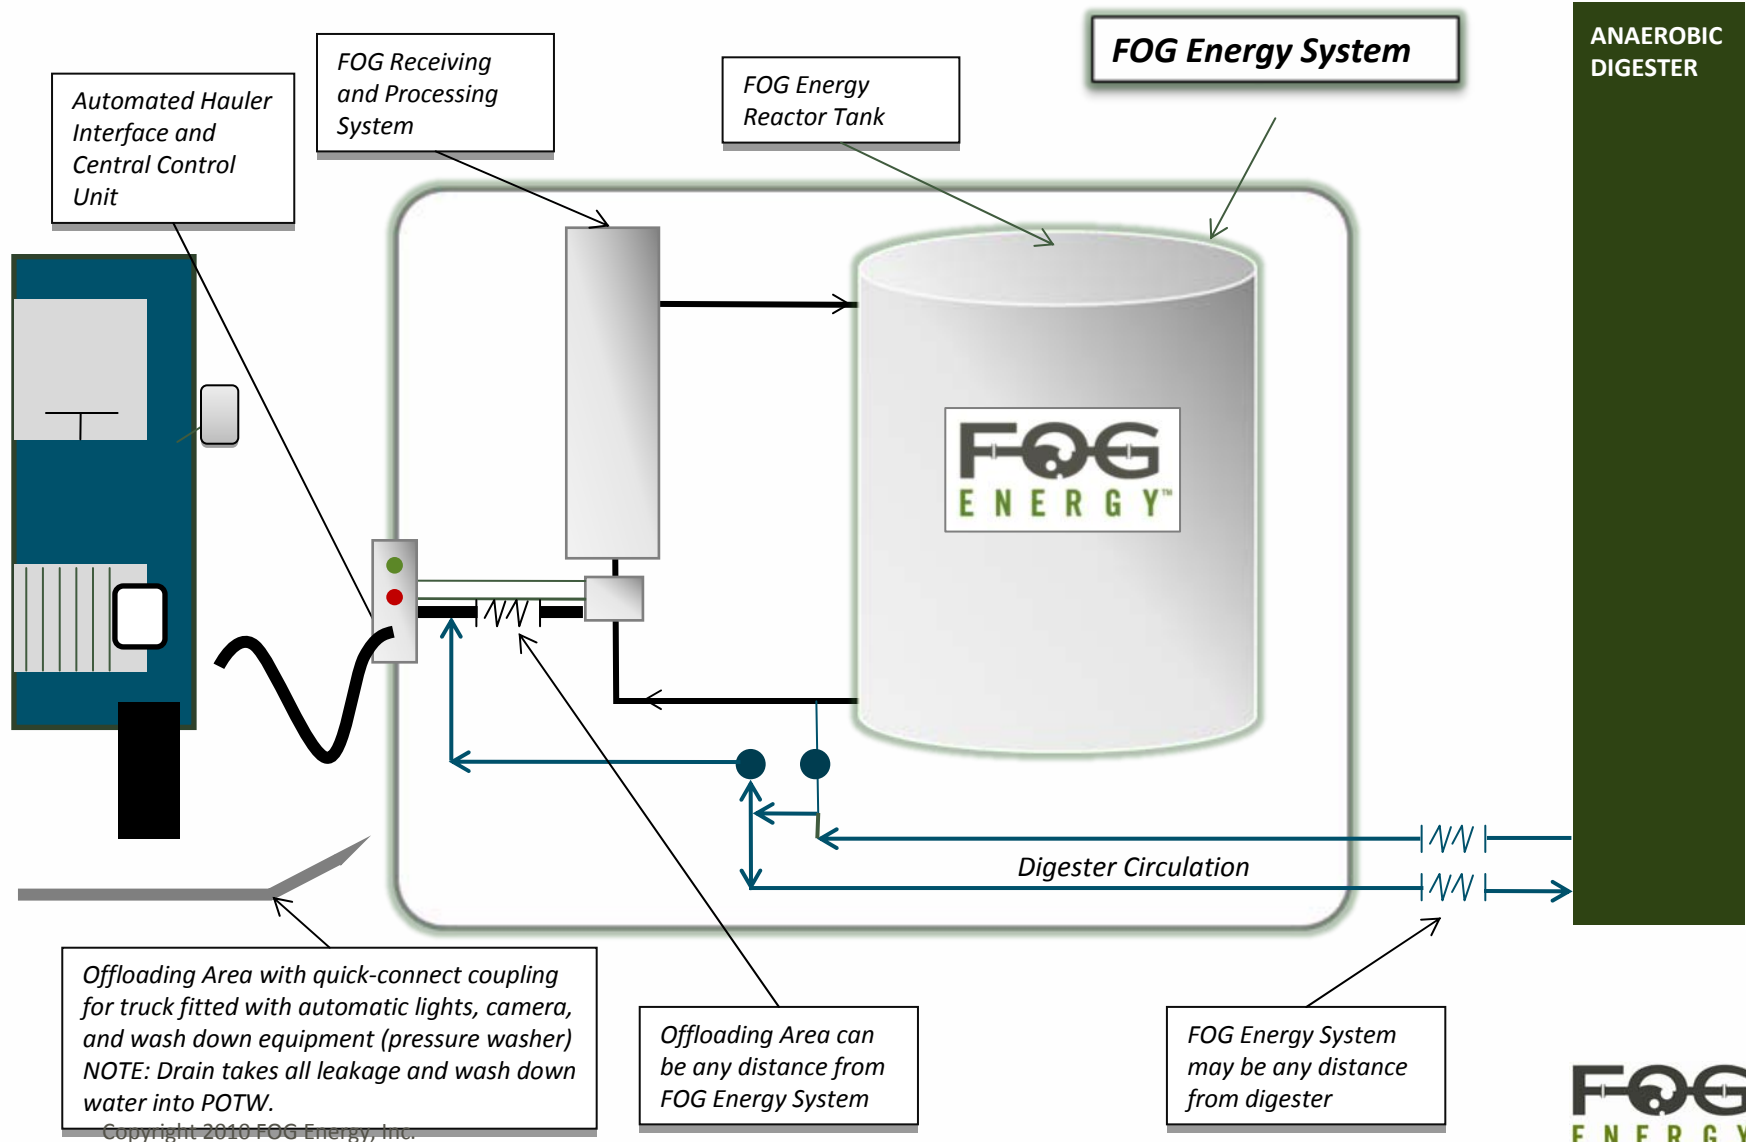 FOG Energy System
ANAEROBIC
DIGESTER
FOG Receiving
and Processing
System
FOG Energy
Reactor Tank
Automated Hauler
Interface and
Central Control
Unit
FOG
ENERGY™
Digester Circulation
Offloading Area with quick-connect coupling
for truck fitted with automatic lights, camera,
and wash down equipment (pressure washer)
NOTE: Drain takes all leakage and wash down
water into POTW.
Offloading Area can
be any distance from
FOG Energy System
FOG Energy System
may be any distance
from digester
Copyright 2010 FOG Energy, Inc.
FOG
ENERGY